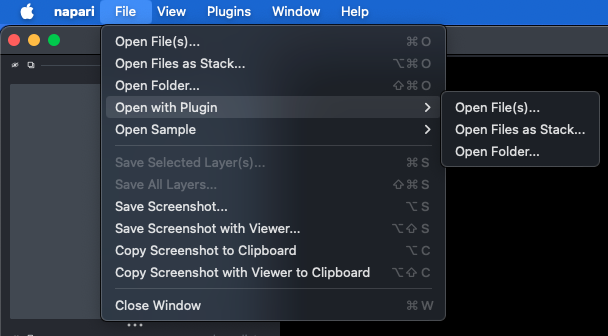 napari File View Plugins Window Help
Open File(s)... ⌘ O
Open Files as Stack... ⌥⌘ O
Open Folder... ⇧⌘ O
Open with Plugin
Open File(s)...
Open Files as Stack...
Open Folder...
Open Sample
Save Selected Layer(s)... ⌘ S
Save All Layers... ⇧⌘ S
Save Screenshot... ⌥ S
Save Screenshot with Viewer... ⌥⇧ S
Copy Screenshot to Clipboard ⌥ C
Copy Screenshot with Viewer to Clipboard ⌥⇧ C
Close Window ⌘ W